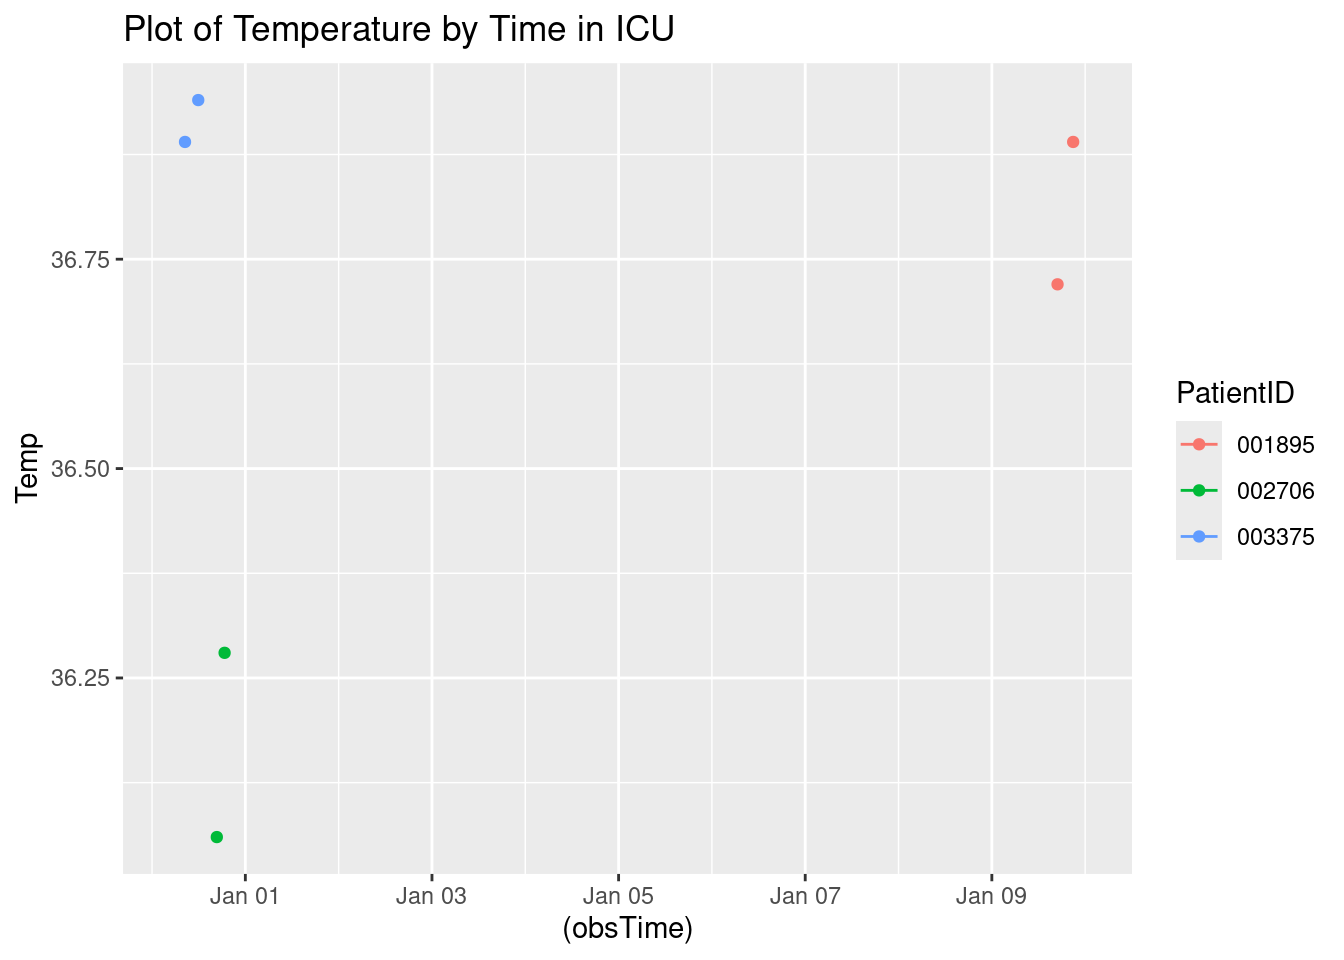 Plot of Temperature by Time in ICU
Temp
36.75
36.50
36.25
Jan 01
Jan 03
Jan 05
Jan 07
Jan 09
(obsTime)
PatientID
001895
002706
003375